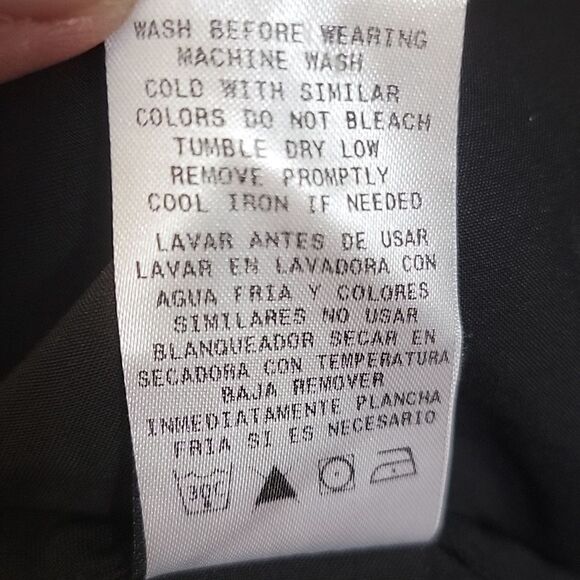 WASH BEFORE WEARING
MACHINE WASH
COLD WITH SIMILAR
COLORS DO NOT BLEACH
TUMBLE DRY LOW
REMOVE PROMPTLY
COOL IRON IF NEEDED
LAVAR ANTES DE USAR
LAVAR EN LAVADORA CON
AGUA FRIA Y COLORES
SIMILARES NO USAR
BLANQUEADOR SECAR EN
SECADORA CON TEMPERATURA
BAJA REMOVER
INMEDIATAMENTE PLANCHA
FRIA SI ES NECESARIO
30C